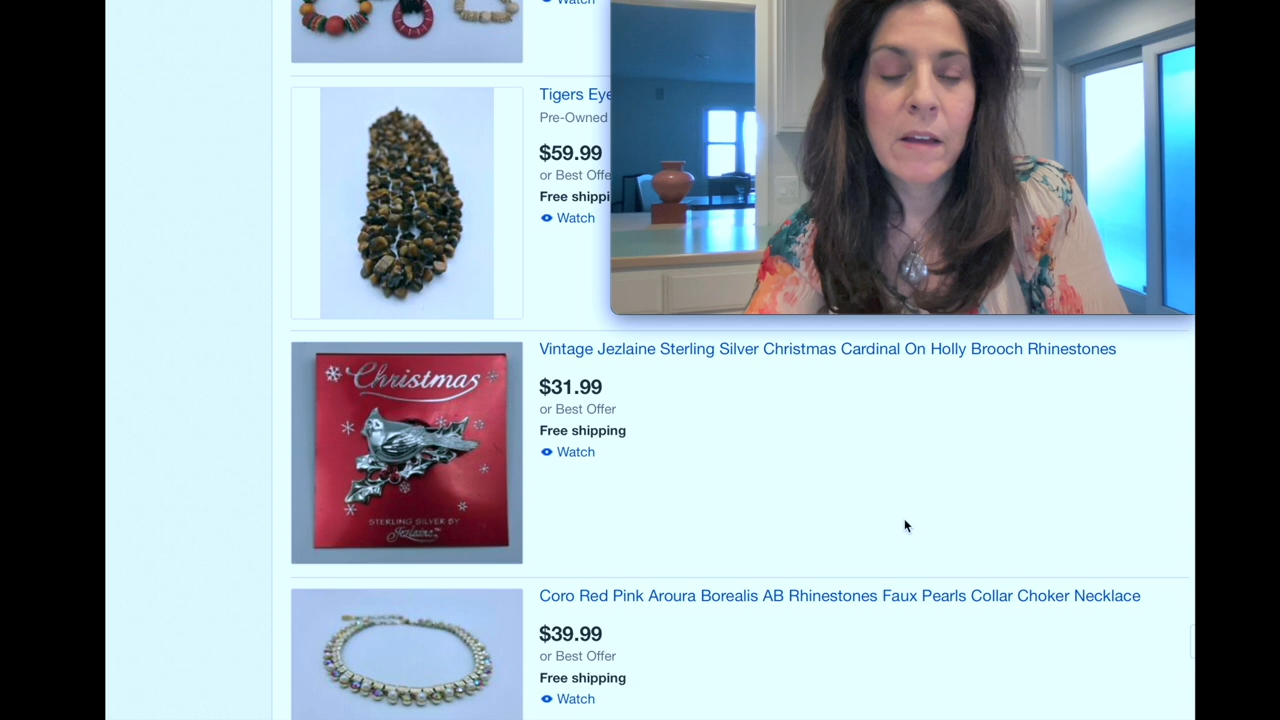 Watch
Tigers Eye
Pre-Owned
$59.99
or Best Offe
Free shippi
Watch
Christmas
STERLING SILVER BY
Jezlaine™
Vintage Jezlaine Sterling Silver Christmas Cardinal On Holly Brooch Rhinestones
$31.99
or Best Offer
Free shipping
Watch
Coro Red Pink Aroura Borealis AB Rhinestones Faux Pearls Collar Choker Necklace
$39.99
or Best Offer
Free shipping
Watch